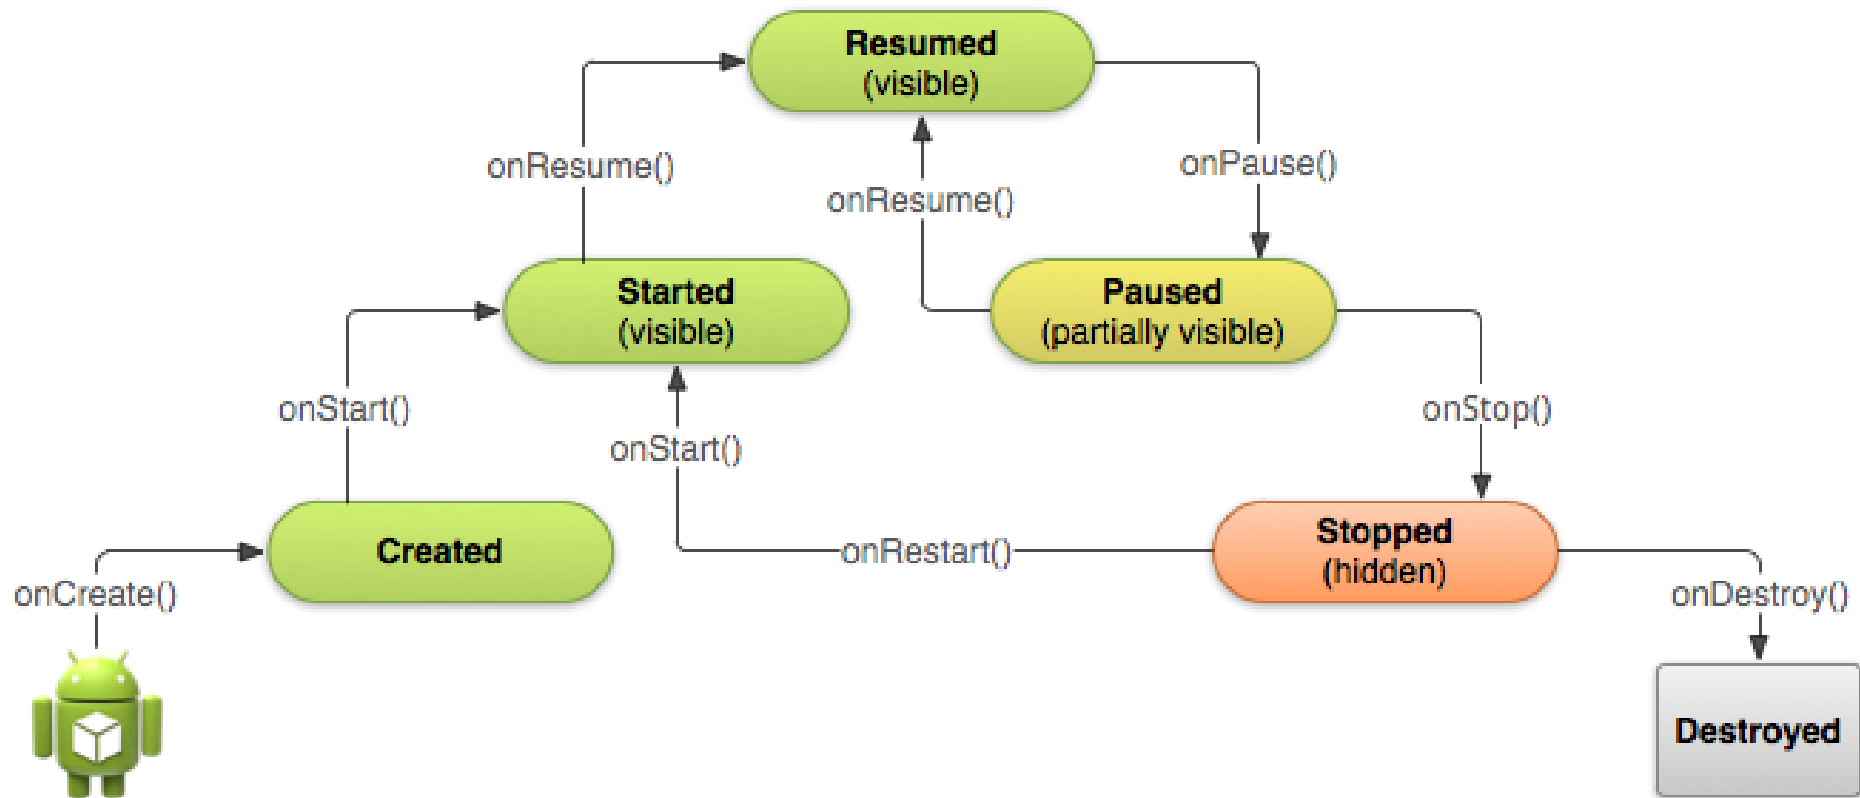 Resumed
(visible)
onResume()
onPause()
onResume()
Started
(visible)
Paused
(partially visible)
onStart()
onStop()
onStart()
Created
onRestart()
Stopped
(hidden)
onCreate()
onDestroy()
Destroyed